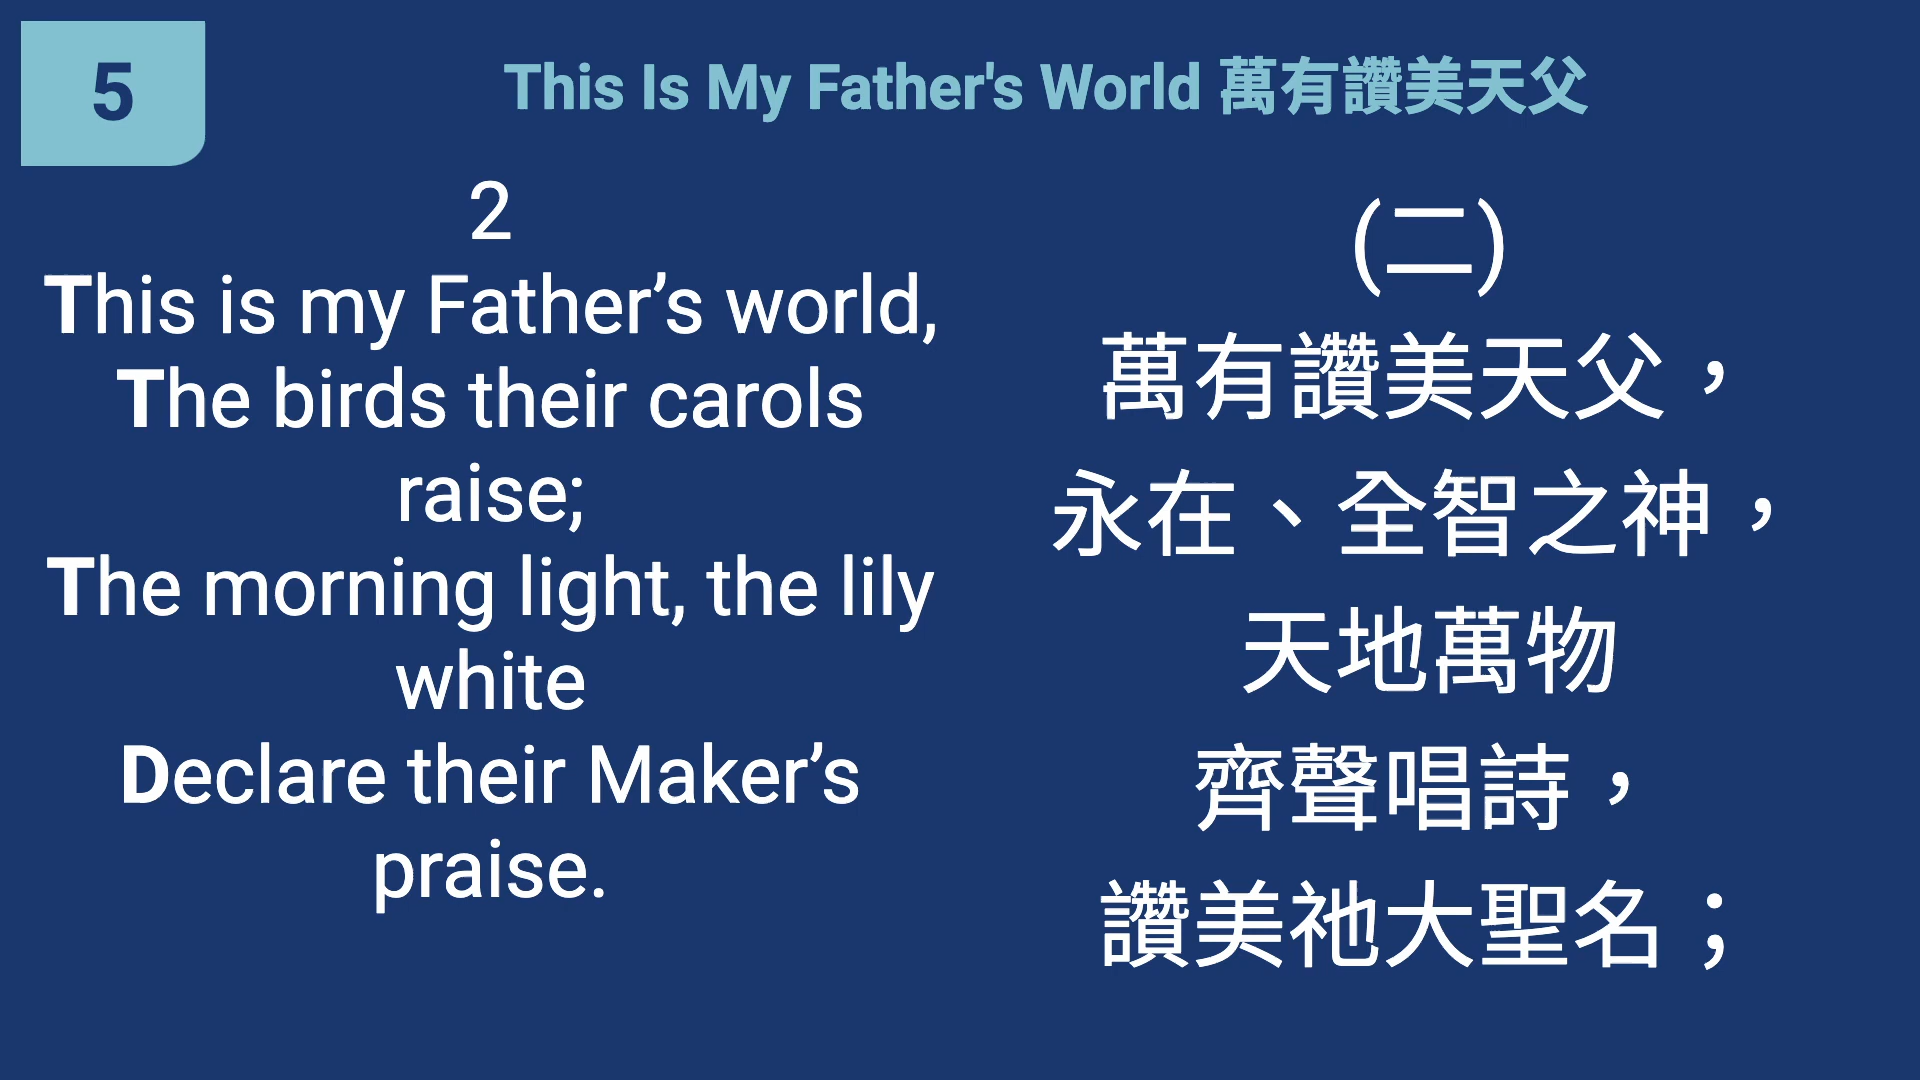 5
This Is My Father's World 萬有讚美天父
2
This is my Father’s world,
The birds their carols
raise;
The morning light, the lily
white
Declare their Maker’s
praise.
(二)
萬有讚美天父，
永在、全智之神，
天地萬物
齊聲唱詩，
讚美祂大聖名；